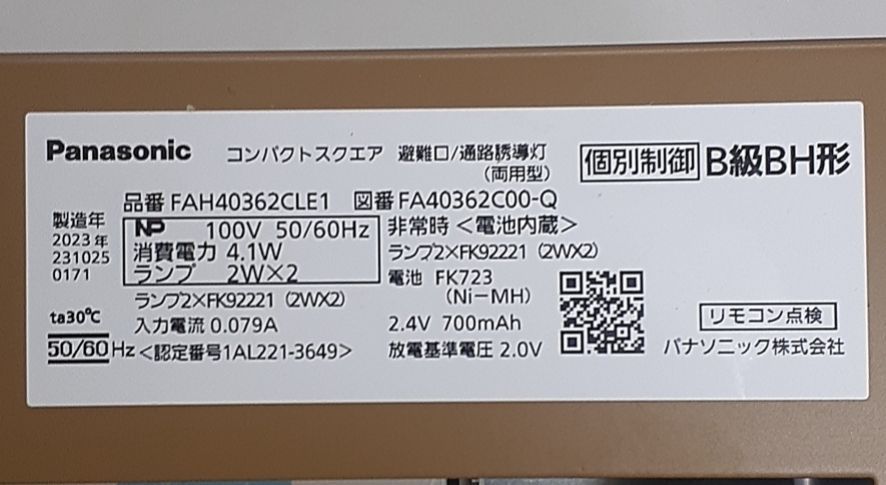 Panasonic コンパクトスクエア 避難口/通路誘導灯
(両用型)
個別制御 B級BH形
品番 FAH40362CLE1 図番 FA40362C00-Q
製造年
2023年
231025
0171
NP 100V 50/60Hz
消費電力 4.1W
ランプ 2W×2
ランプ2×FK92221 (2W×2)
ta30℃
入力電流 0.079A
50/60 Hz <認定番号1AL221-3649>
非常時 <電池内蔵>
ランプ2×FK92221 (2W×2)
電池 FK723
(Ni-MH)
2.4V 700mAh
放電基準電圧 2.0V
リモコン点検
パナソニック株式会社